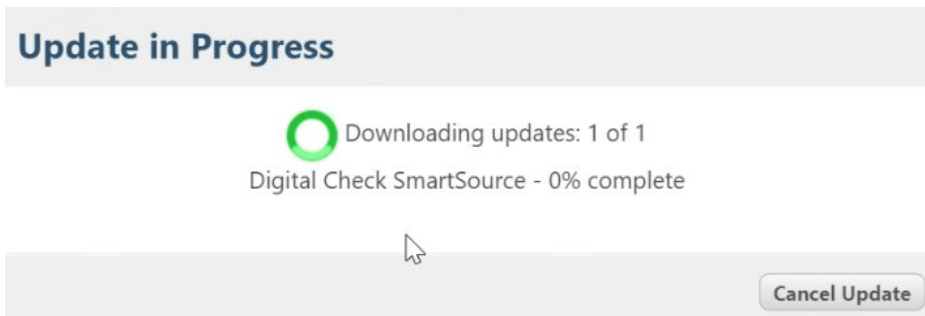 Update in Progress
Downloading updates: 1 of 1
Digital Check SmartSource - 0% complete
Cancel Update